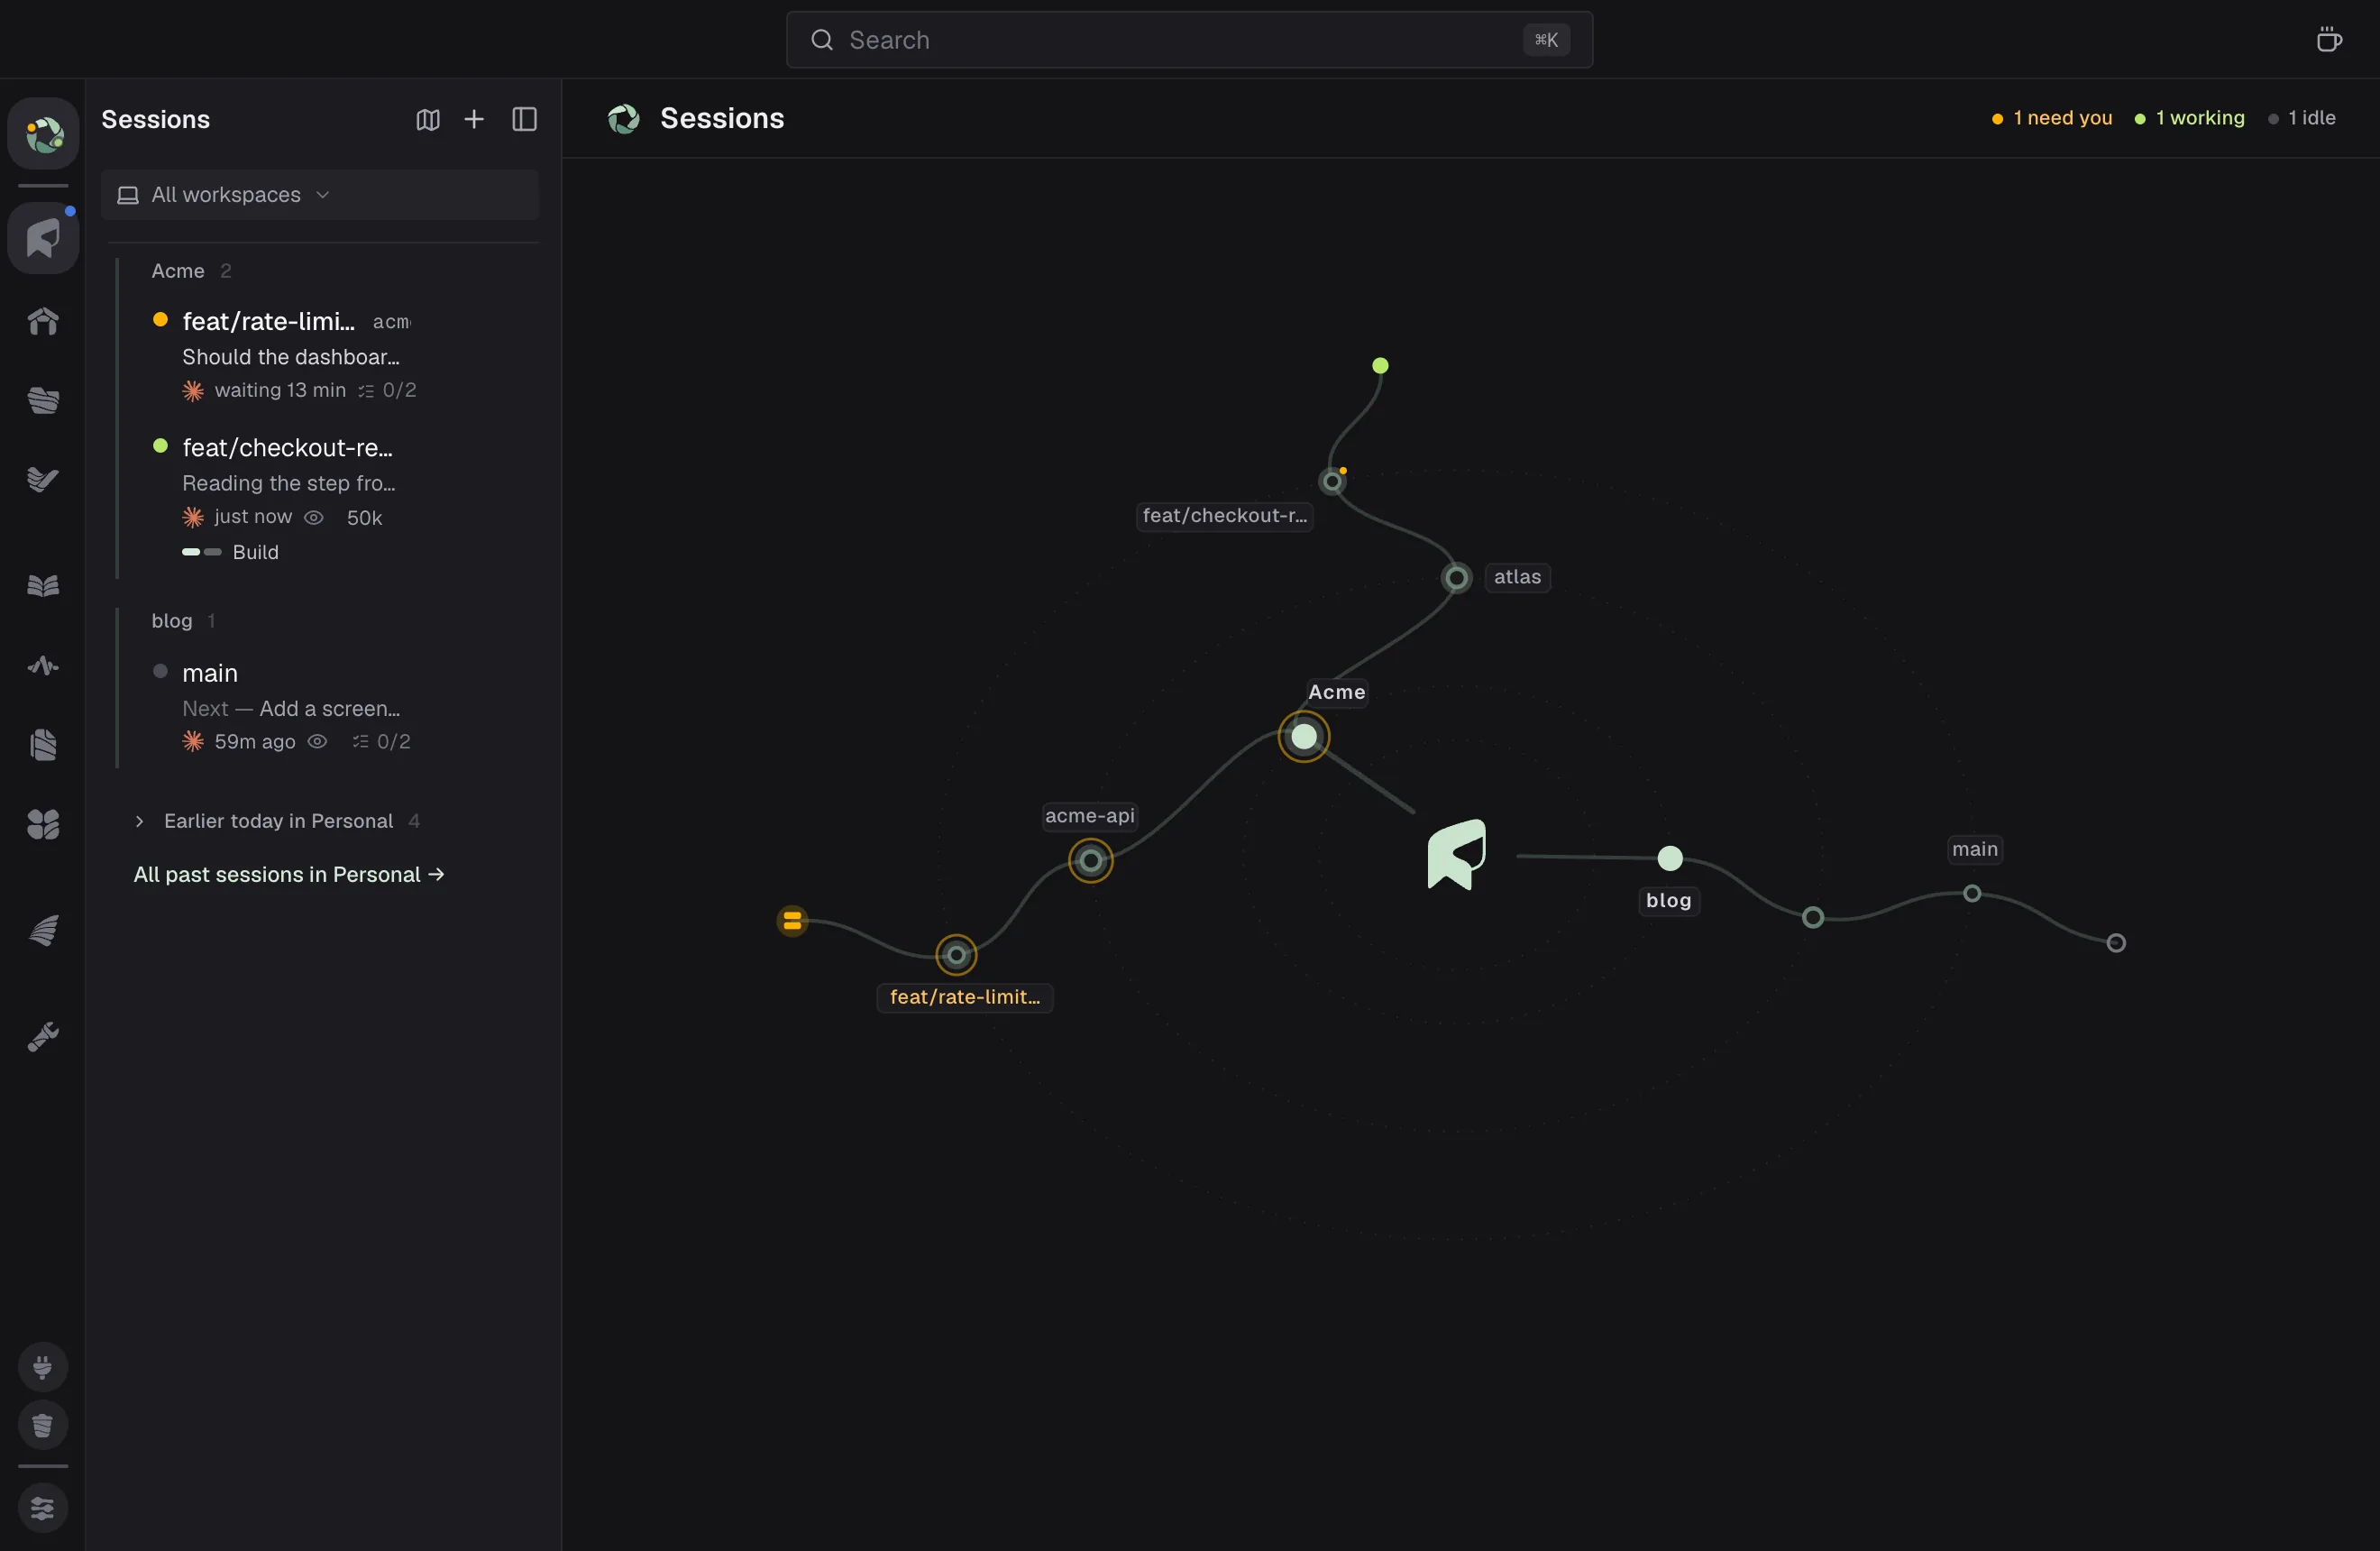 Search ⌘K
Sessions
All workspaces
Acme 2
feat/rate-limi... acm
Should the dashboar...
waiting 13 min 0/2
feat/checkout-re...
Reading the step fro...
just now 50k
Build
blog 1
main
Next — Add a screen...
59m ago 0/2
Earlier today in Personal 4
All past sessions in Personal →
Sessions
1 need you 1 working 1 idle
feat/checkout-r...
atlas
Acme
acme-api
feat/rate-limit...
blog
main